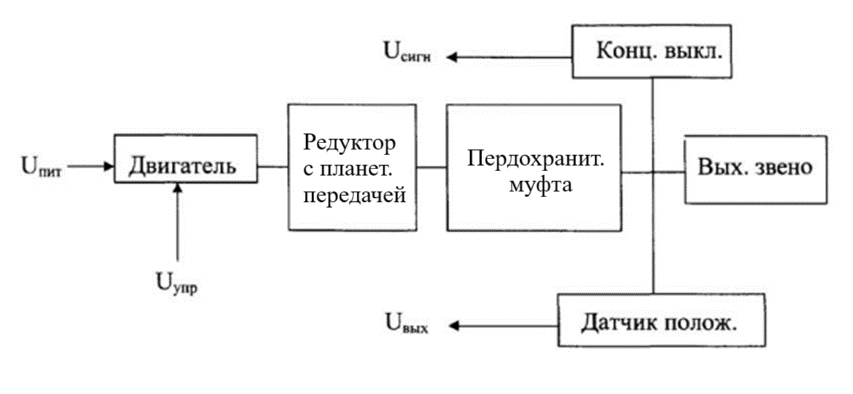 Uсигн
Конц. выкл.
Uпит
Двигатель
Редуктор
с планет.
передачей
Пердохранит.
муфта
Вых. звено
Uупр
Uвых
Датчик полож.